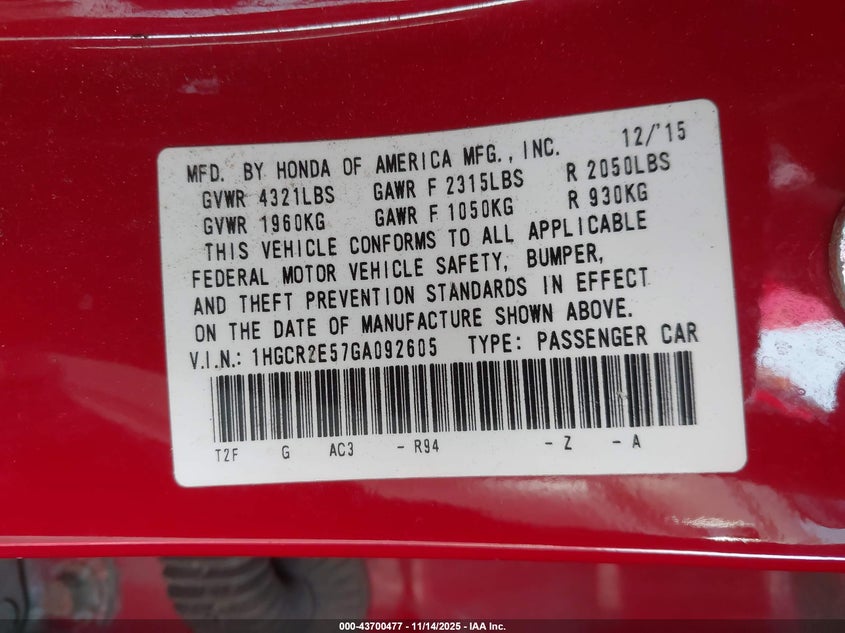 MFD. BY HONDA OF AMERICA MFG., INC. 12/'15
GVWR 4321LBS GAWR F 2315LBS R 2050LBS
GVWR 1960KG GAWR F 1050KG R 930KG
THIS VEHICLE CONFORMS TO ALL APPLICABLE
FEDERAL MOTOR VEHICLE SAFETY, BUMPER,
AND THEFT PREVENTION STANDARDS IN EFFECT
ON THE DATE OF MANUFACTURE SHOWN ABOVE.
V.I.N.: 1HGCR2E57GA092605 TYPE: PASSENGER CAR
T2F G AC3 - R94 - Z - A
000-43700477 - 11/14/2025 - IAA Inc.